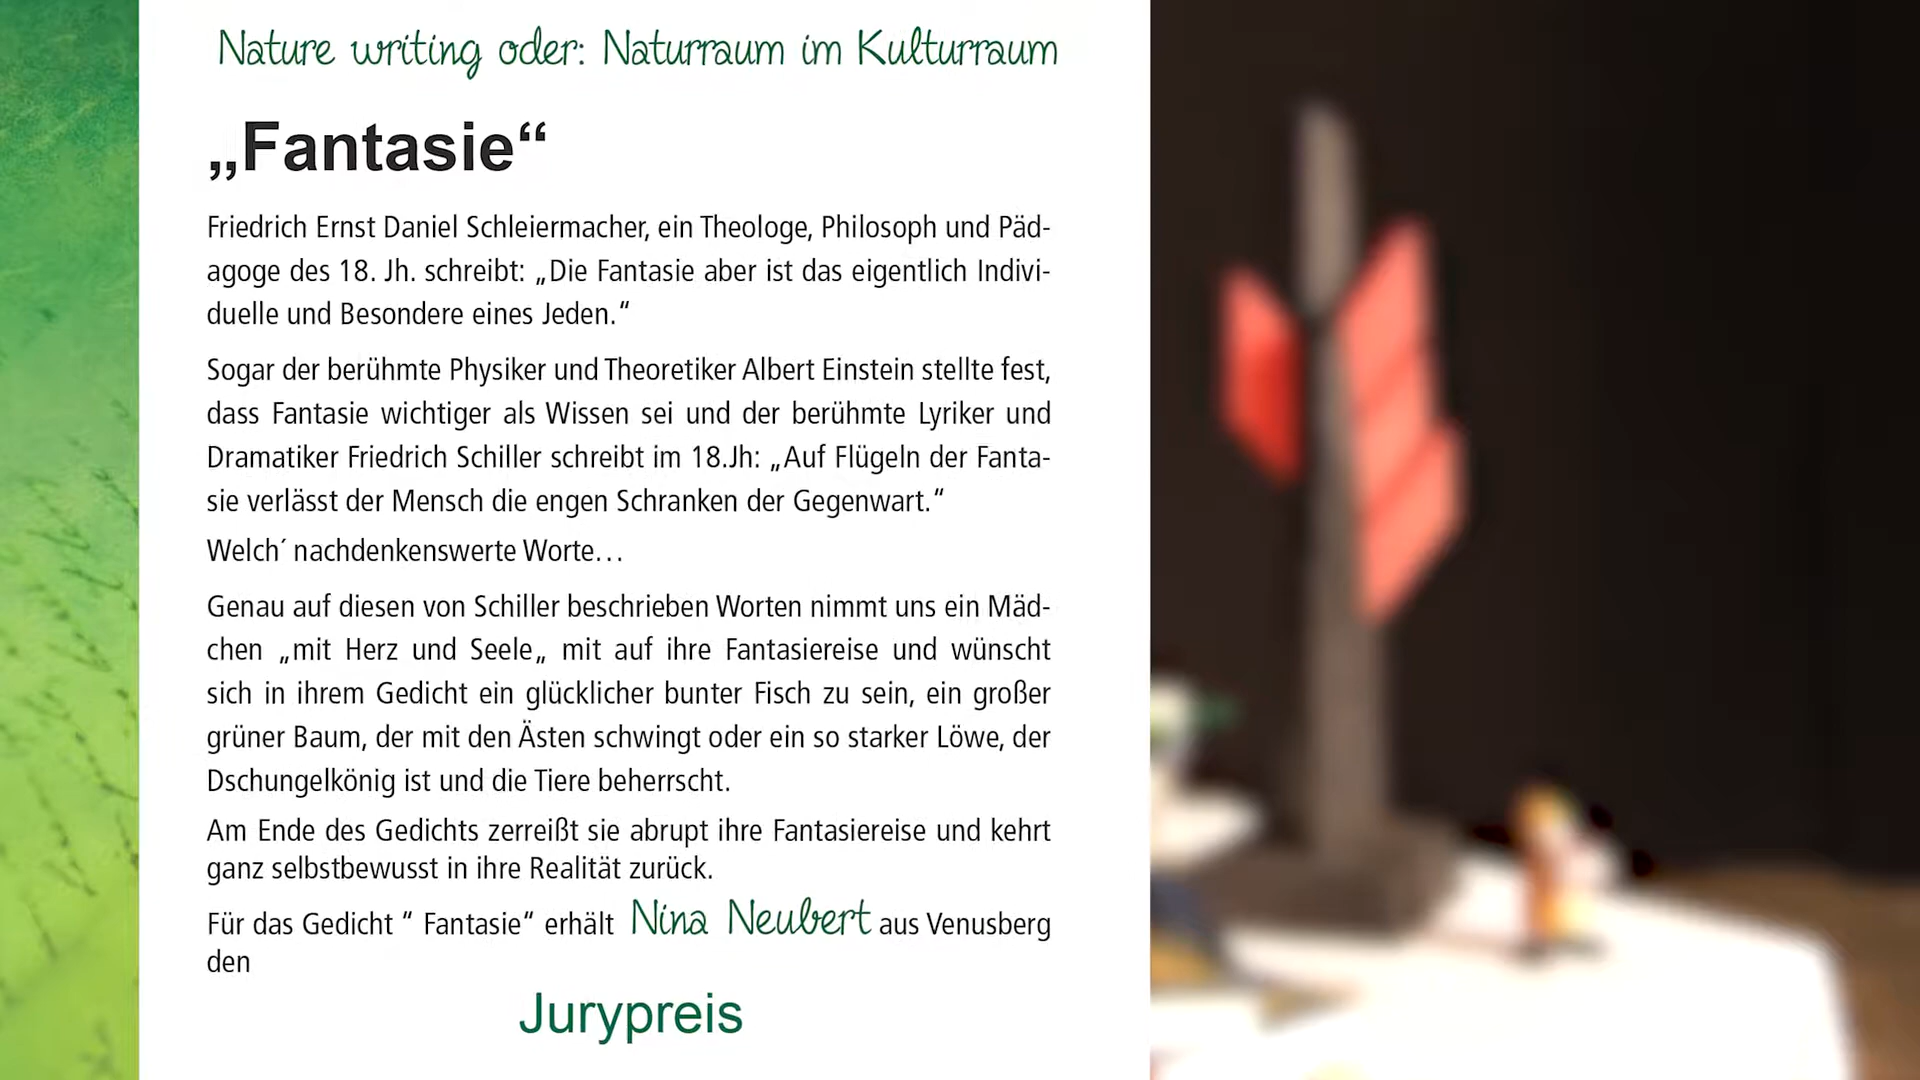 Nature writing oder: Naturraum im Kulturraum
„Fantasie“
Friedrich Ernst Daniel Schleiermacher, ein Theologe, Philosoph und Päd-
agoge des 18. Jh. schreibt: „Die Fantasie aber ist das eigentlich Indivi-
duelle und Besondere eines Jeden.“
Sogar der berühmte Physiker und Theoretiker Albert Einstein stellte fest,
dass Fantasie wichtiger als Wissen sei und der berühmte Lyriker und
Dramatiker Friedrich Schiller schreibt im 18.Jh: „Auf Flügeln der Fanta-
sie verlässt der Mensch die engen Schranken der Gegenwart.“
Welch´ nachdenkenswerte Worte…
Genau auf diesen von Schiller beschrieben Worten nimmt uns ein Mäd-
chen „mit Herz und Seele„ mit auf ihre Fantasiereise und wünscht
sich in ihrem Gedicht ein glücklicher bunter Fisch zu sein, ein großer
grüner Baum, der mit den Ästen schwingt oder ein so starker Löwe, der
Dschungelkönig ist und die Tiere beherrscht.
Am Ende des Gedichts zerreißt sie abrupt ihre Fantasiereise und kehrt
ganz selbstbewusst in ihre Realität zurück.
Für das Gedicht “ Fantasie“ erhält Nina Neubert aus Venusberg
den
Jurypreis